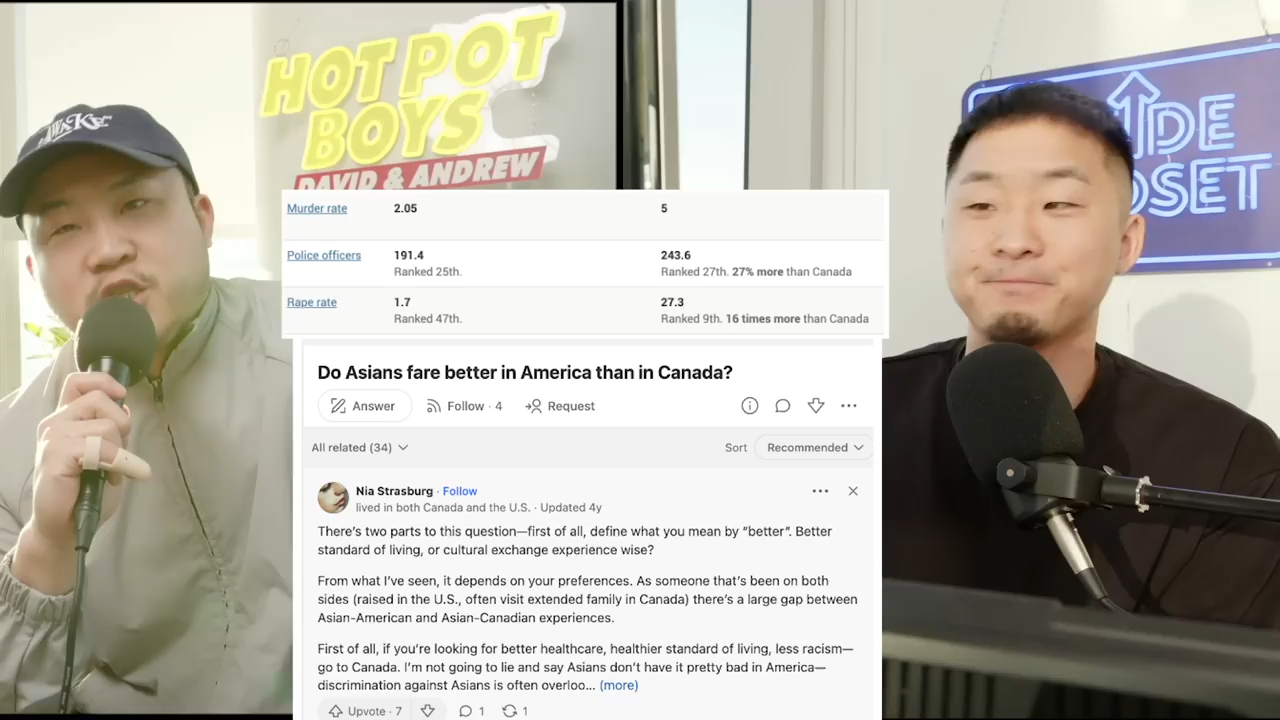 HOT POT
BOYS
DAVID & ANDREW
Murder rate 2.05 5
Police officers 191.4 243.6
Ranked 25th. Ranked 27th. 27% more than Canada
Rape rate 1.7 27.3
Ranked 47th. Ranked 9th. 16 times more than Canada
Do Asians fare better in America than in Canada?
Answer Follow · 4 Request
All related (34) Sort Recommended
Nia Strasburg · Follow
lived in both Canada and the U.S. · Updated 4y
There's two parts to this question—first of all, define what you mean by "better". Better
standard of living, or cultural exchange experience wise?
From what I've seen, it depends on your preferences. As someone that's been on both
sides (raised in the U.S., often visit extended family in Canada) there's a large gap between
Asian-American and Asian-Canadian experiences.
First of all, if you're looking for better healthcare, healthier standard of living, less racism—
go to Canada. I'm not going to lie and say Asians don't have it pretty bad in America—
discrimination against Asians is often overloo... (more)
Upvote · 7 1 1